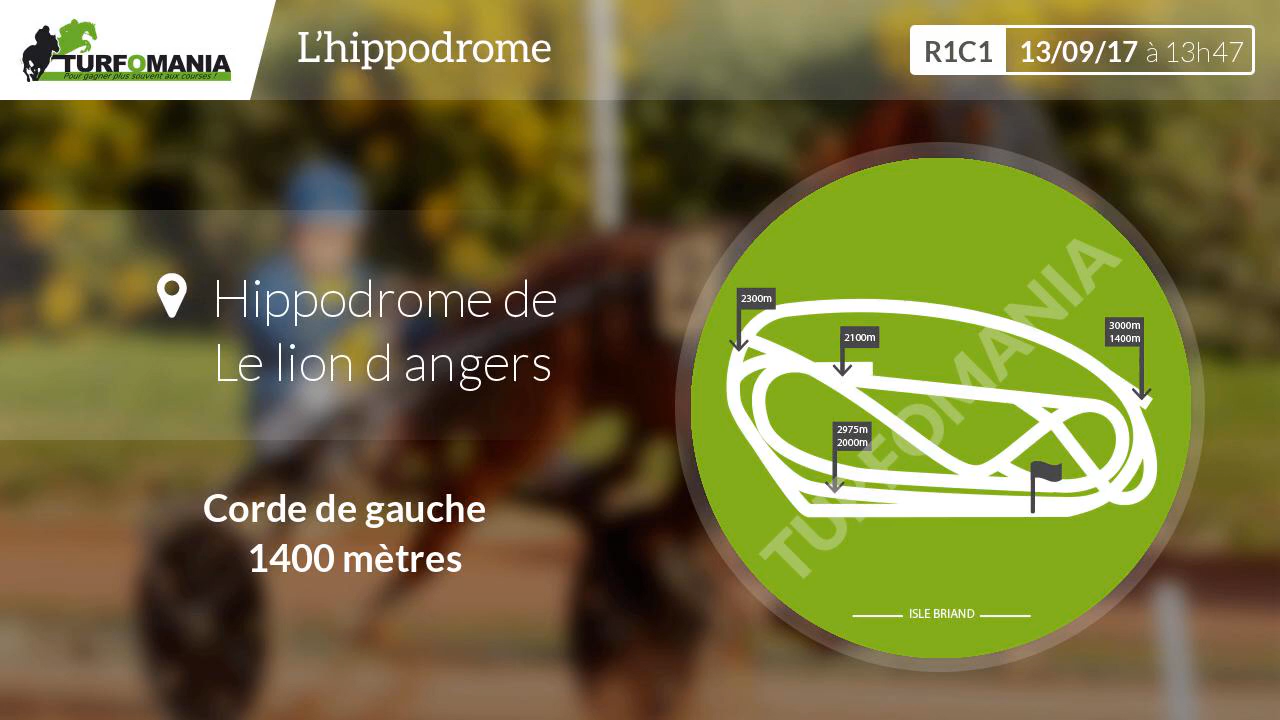 TURFOMANIA
Pour gagner plus souvent aux courses !
L'hippodrome
R1C1 13/09/17 à 13h47
Hippodrome de
Le lion d angers
Corde de gauche
1400 mètres
2300m
2100m
3000m
1400m
2975m
2000m
TURFOMANIA
ISLE BRIAND